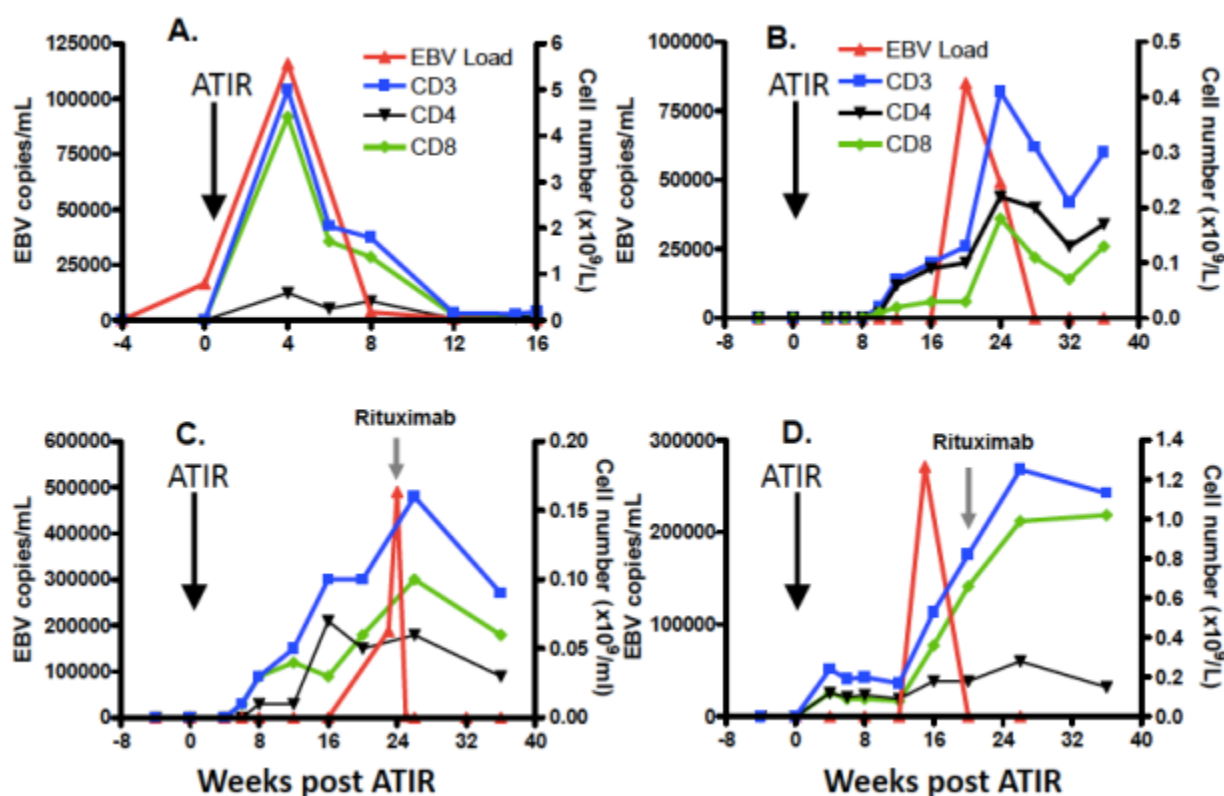 A.
ATIR
EBV Load
CD3
CD4
CD8
EBV copies/mL
125000
100000
75000
50000
25000
0
Cell number (x10⁹/L)
6
5
4
3
2
1
0
-4 0 4 8 12 16
B.
ATIR
EBV Load
CD3
CD4
CD8
EBV copies/mL
100000
75000
50000
25000
0
Cell number (x10⁹/L)
0.5
0.4
0.3
0.2
0.1
0.0
-8 0 8 16 24 32 40
C.
ATIR
Rituximab
EBV copies/mL
600000
500000
400000
300000
200000
100000
0
Cell number (x10⁹/ml)
0.20
0.15
0.10
0.05
0.00
-8 0 8 16 24 32 40
Weeks post ATIR
D.
ATIR
Rituximab
EBV copies/mL
300000
200000
100000
0
Cell number (x10⁹/L)
1.4
1.2
1.0
0.8
0.6
0.4
0.2
0.0
-8 0 8 16 24 32 40
Weeks post ATIR